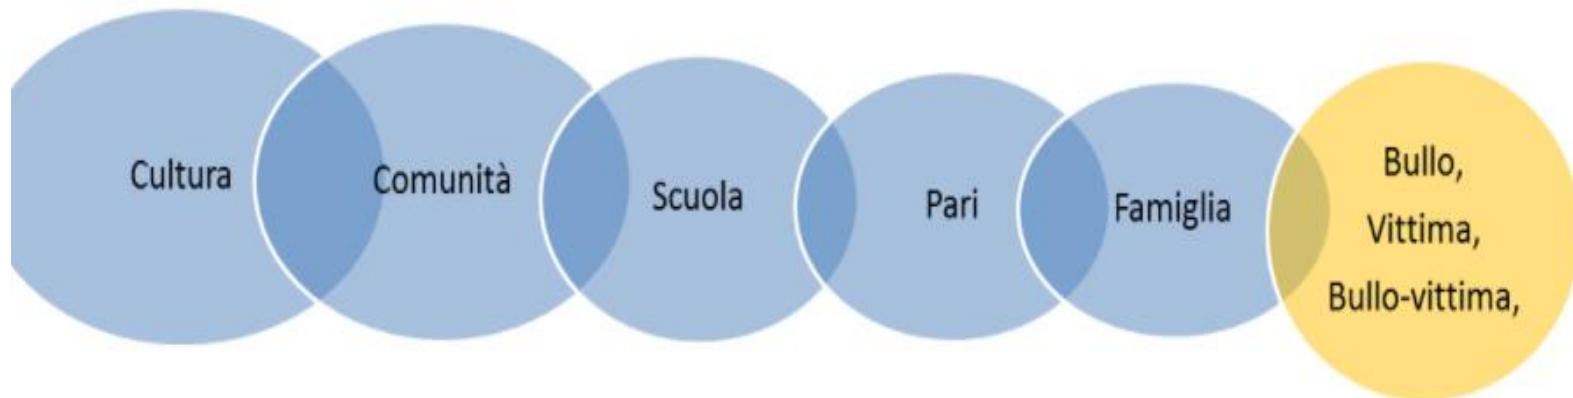 Cultura
Comunità
Scuola
Pari
Famiglia
Bullo,
Vittima,
Bullo-vittima,